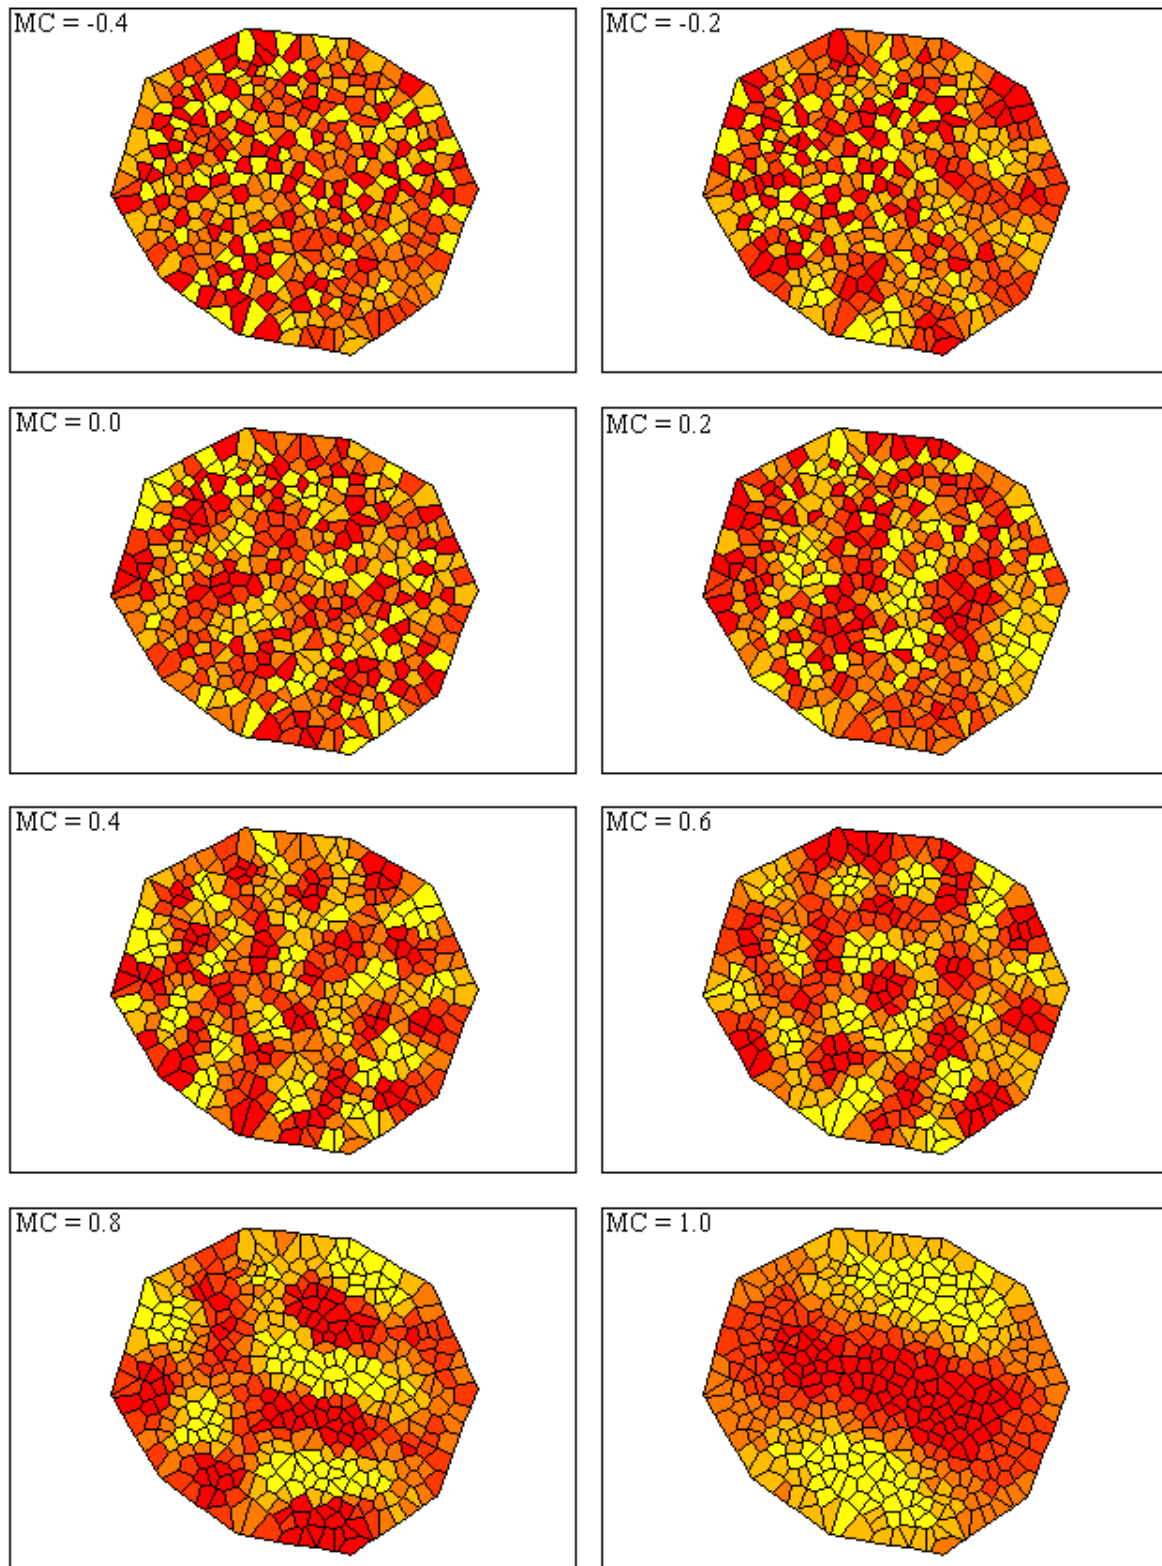 MC = -0.4
MC = -0.2
MC = 0.0
MC = 0.2
MC = 0.4
MC = 0.6
MC = 0.8
MC = 1.0